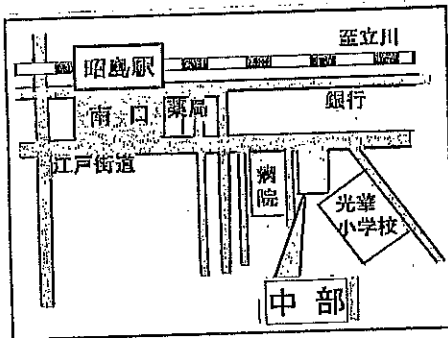 至立川
昭島駅
南口
薬局
銀行
江戸街道
病院
光華
小学校
中部